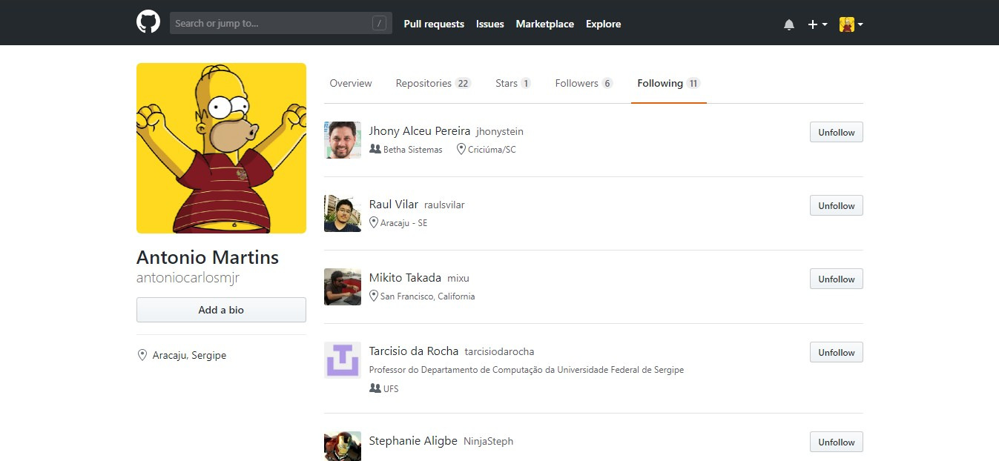 Search or jump to... / Pull requests Issues Marketplace Explore
Overview Repositories 22 Stars 1 Followers 6 Following 11
Antonio Martins
antoniocarlosmjr
Add a bio
Aracaju, Sergipe
Jhony Alceu Pereira jhonystein Unfollow
Betha Sistemas Criciúma/SC
Raul Vilar raulsvilar Unfollow
Aracaju - SE
Mikito Takada mixu Unfollow
San Francisco, California
Tarcisio da Rocha tarcisiodarocha Unfollow
Professor do Departamento de Computação da Universidade Federal de Sergipe
UFS
Stephanie Aligbe NinjaSteph Unfollow